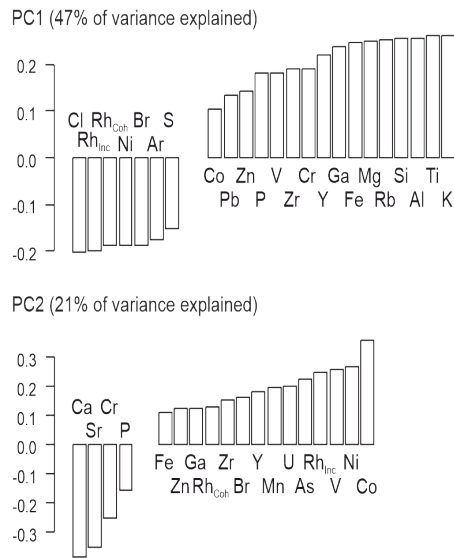 PC1 (47% of variance explained)
0.2
0.1
0.0
-0.1
-0.2
Cl Rh_Coh Br S
Rh_Inc Ni Ar
Co Zn V Cr Ga Mg Si Ti
Pb P Zr Y Fe Rb Al K
PC2 (21% of variance explained)
0.3
0.2
0.1
0.0
-0.1
-0.2
-0.3
Ca Cr
Sr P
Fe Ga Zr Y U Rh_Inc Ni
Zn Rh_Coh Br Mn As V Co